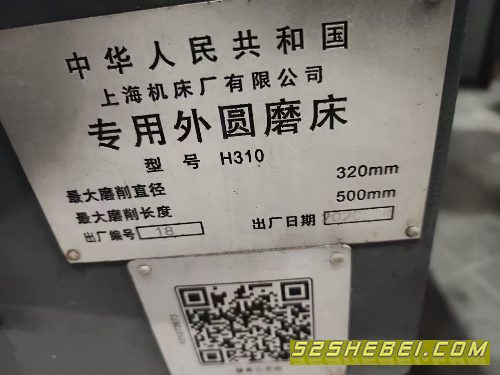 中华人民共和国
上海机床厂有限公司
专用外圆磨床
型 号 H310
最大磨削直径 320mm
最大磨削长度 500mm
出厂编号 18 出厂日期
52SHEBEI.COM